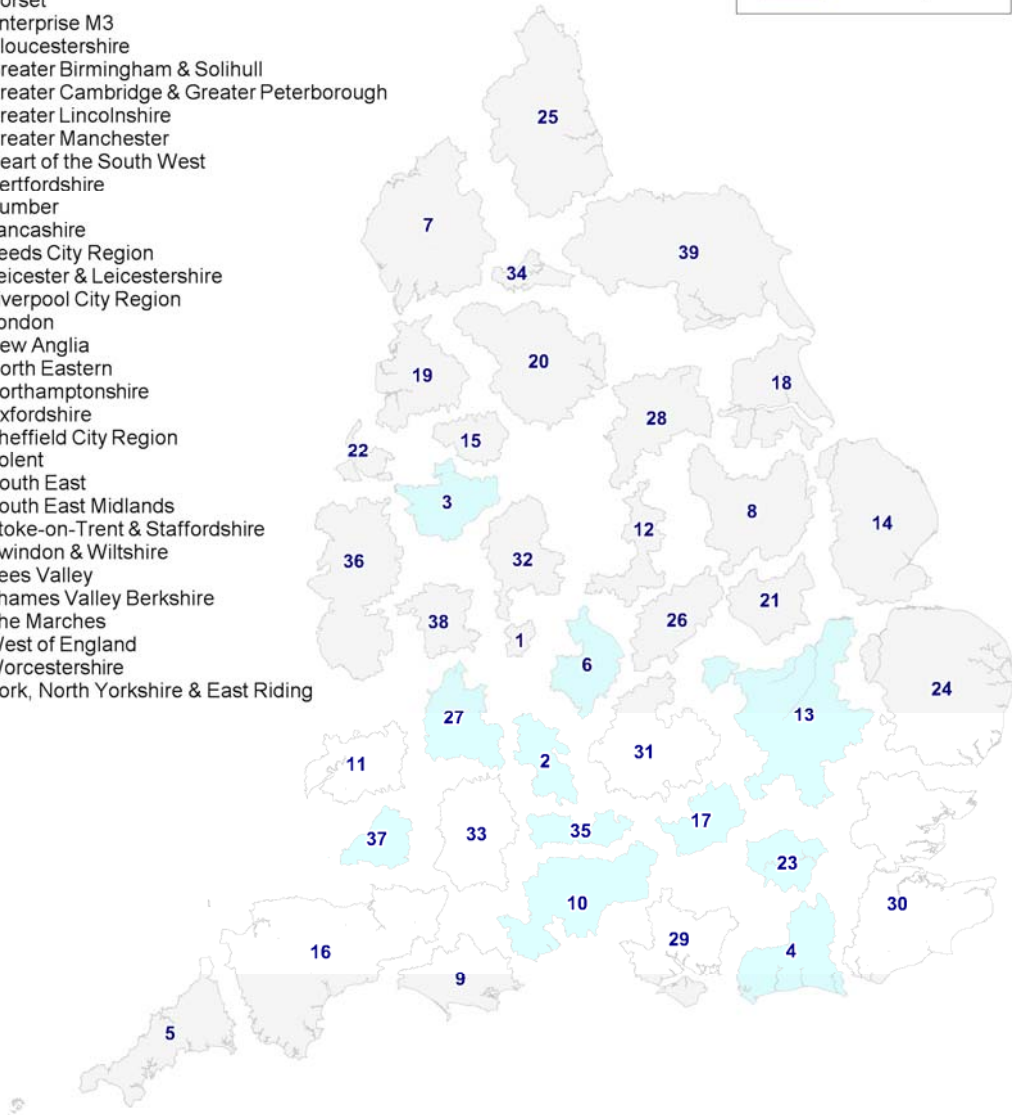 orset
nterprise M3
loucestershire
reater Birmingham & Solihull
reater Cambridge & Greater Peterborough
reater Lincolnshire
reater Manchester
eart of the South West
ertfordshire
umber
ancashire
eeds City Region
eicester & Leicestershire
iverpool City Region
ondon
ew Anglia
orth Eastern
orthamptonshire
xfordshire
heffield City Region
olent
outh East
outh East Midlands
toke-on-Trent & Staffordshire
windon & Wiltshire
ees Valley
hames Valley Berkshire
he Marches
est of England
orcestershire
ork, North Yorkshire & East Riding
25
7
39
34
20
19
18
28
15
22
3
8
12
14
36
32
21
26
38
1
6
24
13
27
31
2
11
17
35
33
37
23
10
30
29
4
16
9
5